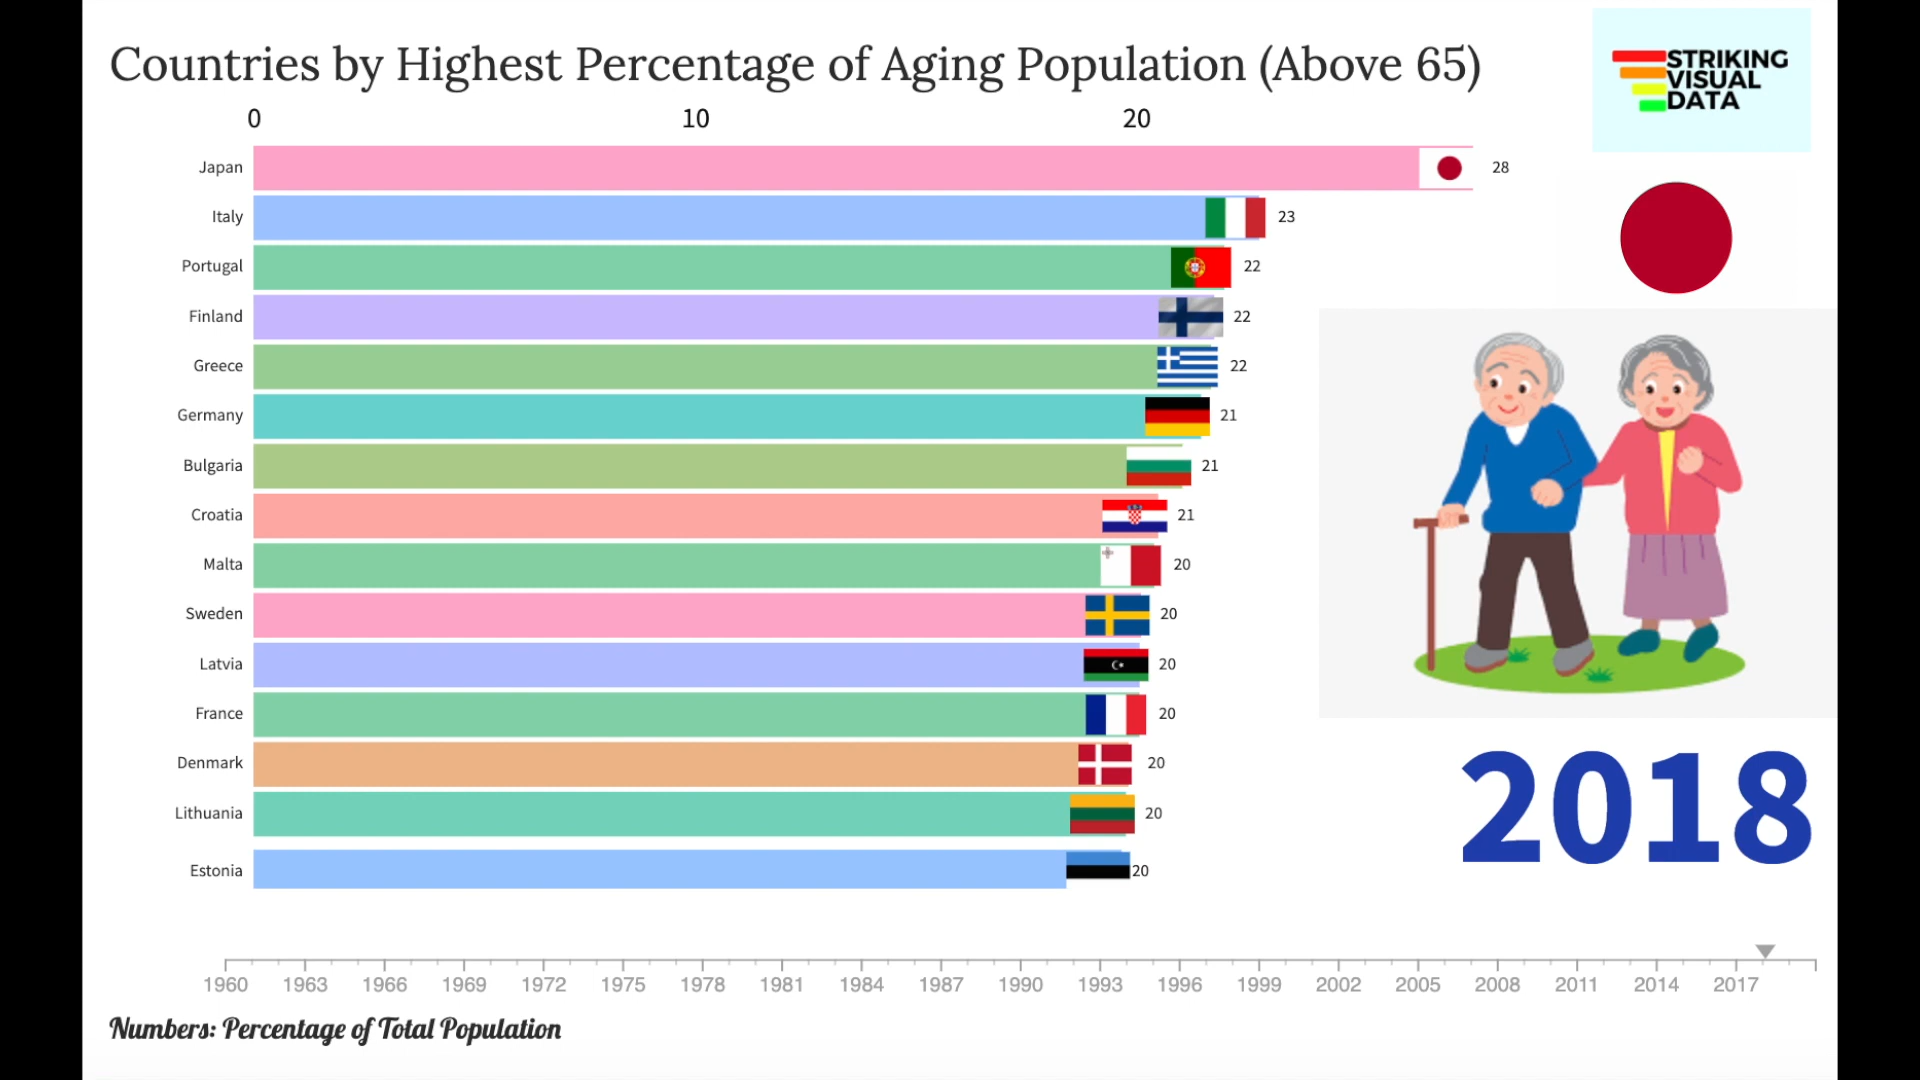 Countries by Highest Percentage of Aging Population (Above 65)
STRIKING
VISUAL
DATA
0 10 20
Japan 28
Italy 23
Portugal 22
Finland 22
Greece 22
Germany 21
Bulgaria 21
Croatia 21
Malta 20
Sweden 20
Latvia 20
France 20
Denmark 20
Lithuania 20
Estonia 20
2018
1960 1963 1966 1969 1972 1975 1978 1981 1984 1987 1990 1993 1996 1999 2002 2005 2008 2011 2014 2017
Numbers: Percentage of Total Population